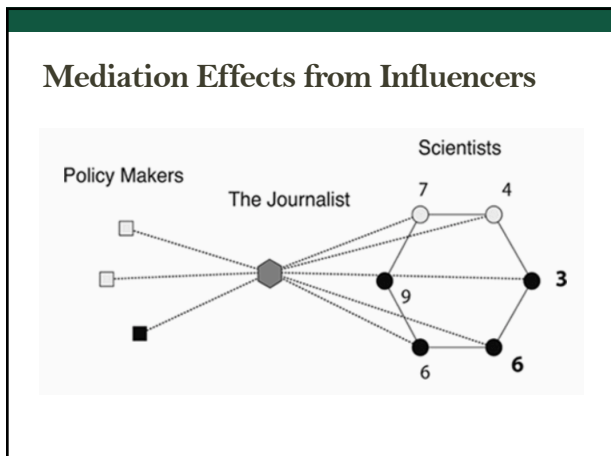 Mediation Effects from Influencers
Scientists
Policy Makers
The Journalist
7 4
3
9
6
6